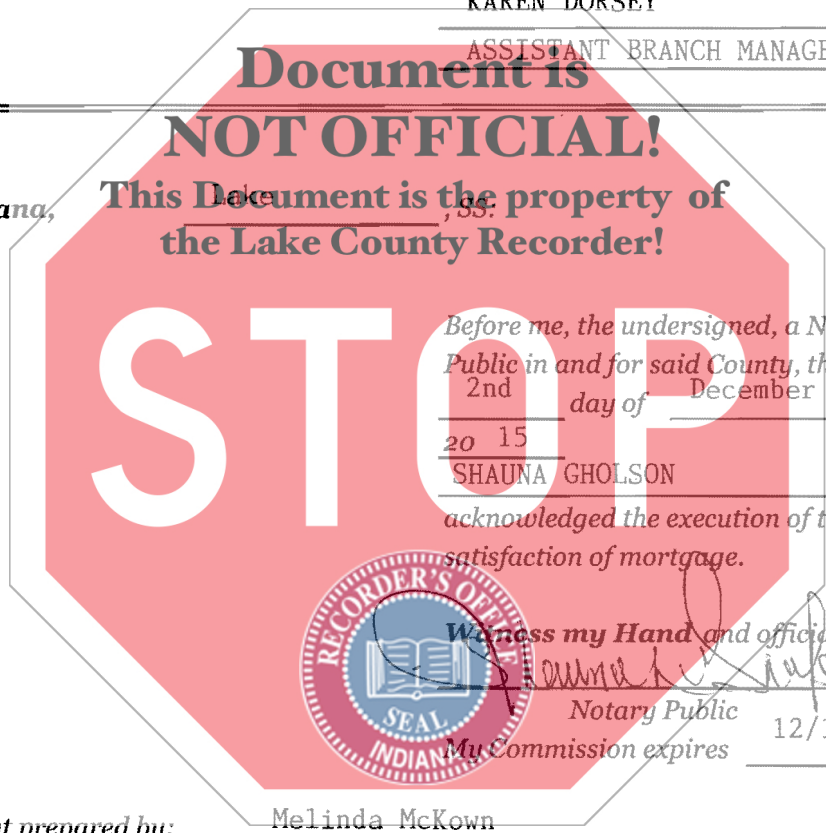 KAREN DORSEY
ASSISTANT BRANCH MANAGE
Document is
NOT OFFICIAL!
This Document is the property of
the Lake County Recorder!
ana, Lake , SS:
STOP
Before me, the undersigned, a N
Public in and for said County, th
2nd day of December
20 15
SHAUNA GHOLSON
acknowledged the execution of t
satisfaction of mortgage.
Witness my Hand and officia
Notary Public
My Commission expires 12/1
RECORDER'S OFFICE
SEAL
INDIANA
t prepared by: Melinda McKown